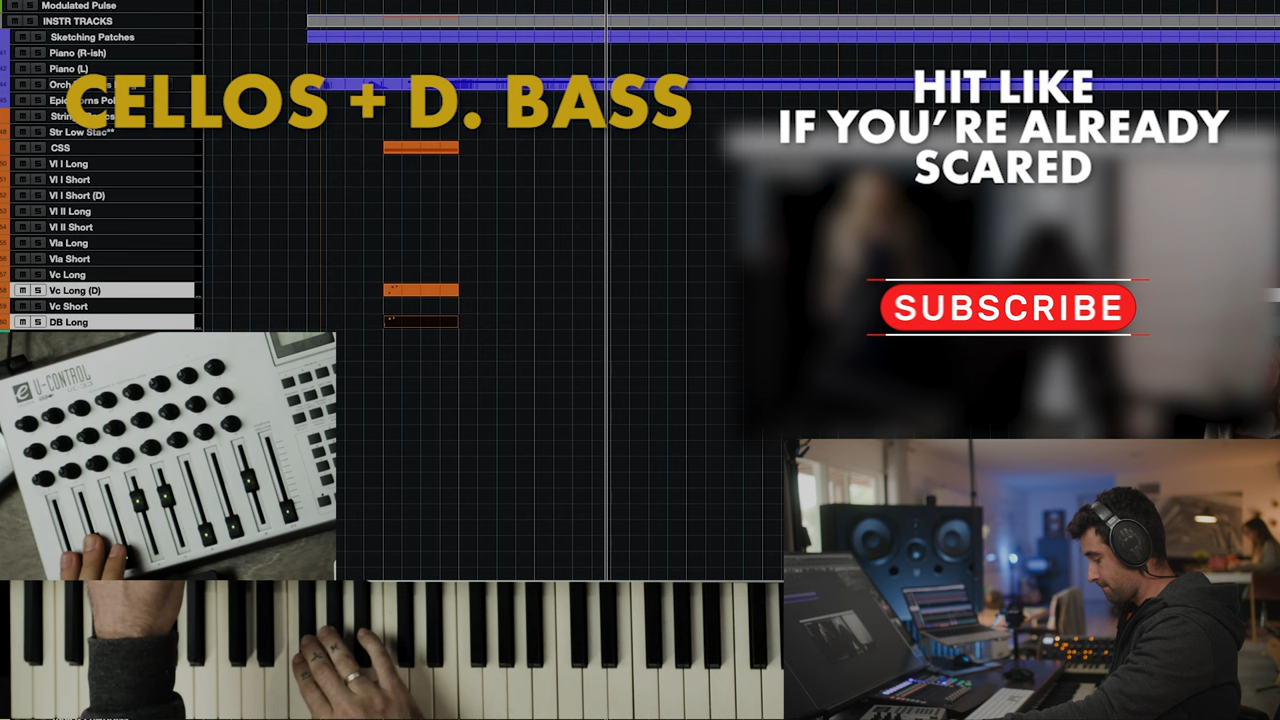 Modulated Pulse
INSTR TRACKS
Sketching Patches
Piano (R-ish)
Piano (L)
CELLOS + D. BASS
Str Low Stac**
CSS
Vl I Long
Vl I Short
Vl I Short (D)
Vl II Long
Vl II Short
Vla Long
Vla Short
Vc Long
Vc Long (D)
Vc Short
DB Long
HIT LIKE
IF YOU'RE ALREADY
SCARED
SUBSCRIBE
U-CONTROL